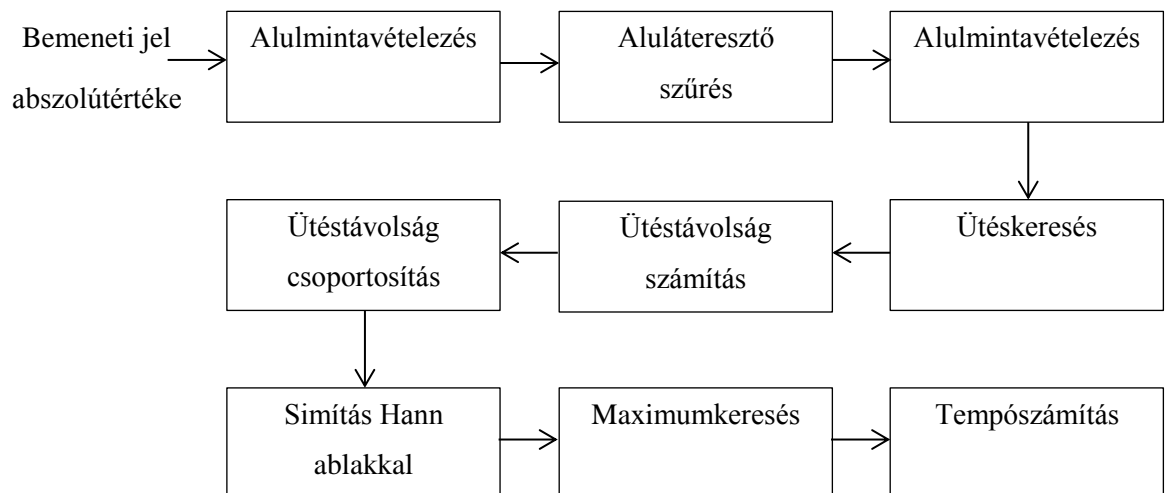 Bemeneti jel
abszolútértéke
Alulmintavételezés
Aluláteresztő
szűrés
Alulmintavételezés
Ütéskeresés
Ütéstávolság
számítás
Ütéstávolság
csoportosítás
Simítás Hann
ablakkal
Maximumkeresés
Tempószámítás